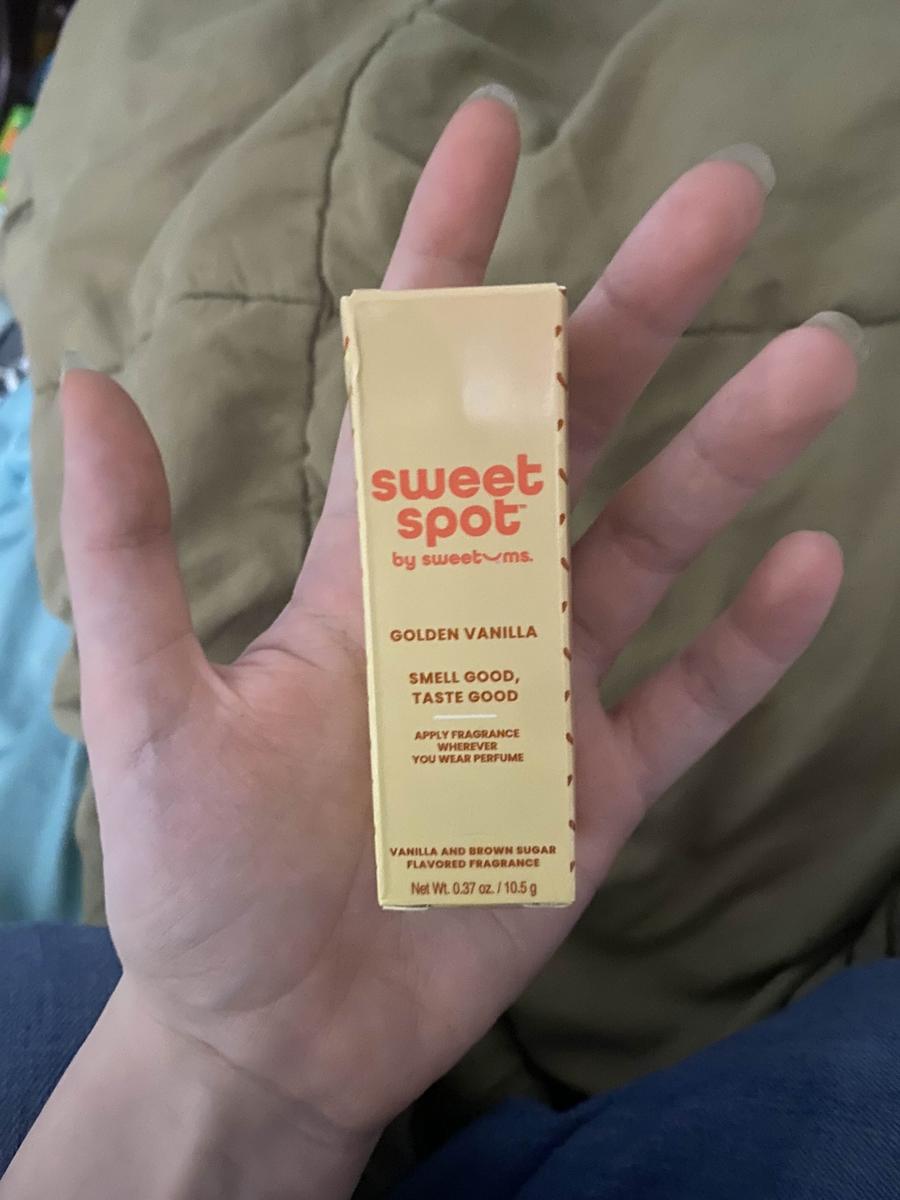 sweet
spot™
by sweetums.
GOLDEN VANILLA
SMELL GOOD,
TASTE GOOD
APPLY FRAGRANCE
WHEREVER
YOU WEAR PERFUME
VANILLA AND BROWN SUGAR
FLAVORED FRAGRANCE
Net Wt. 0.37 oz. / 10.5 g